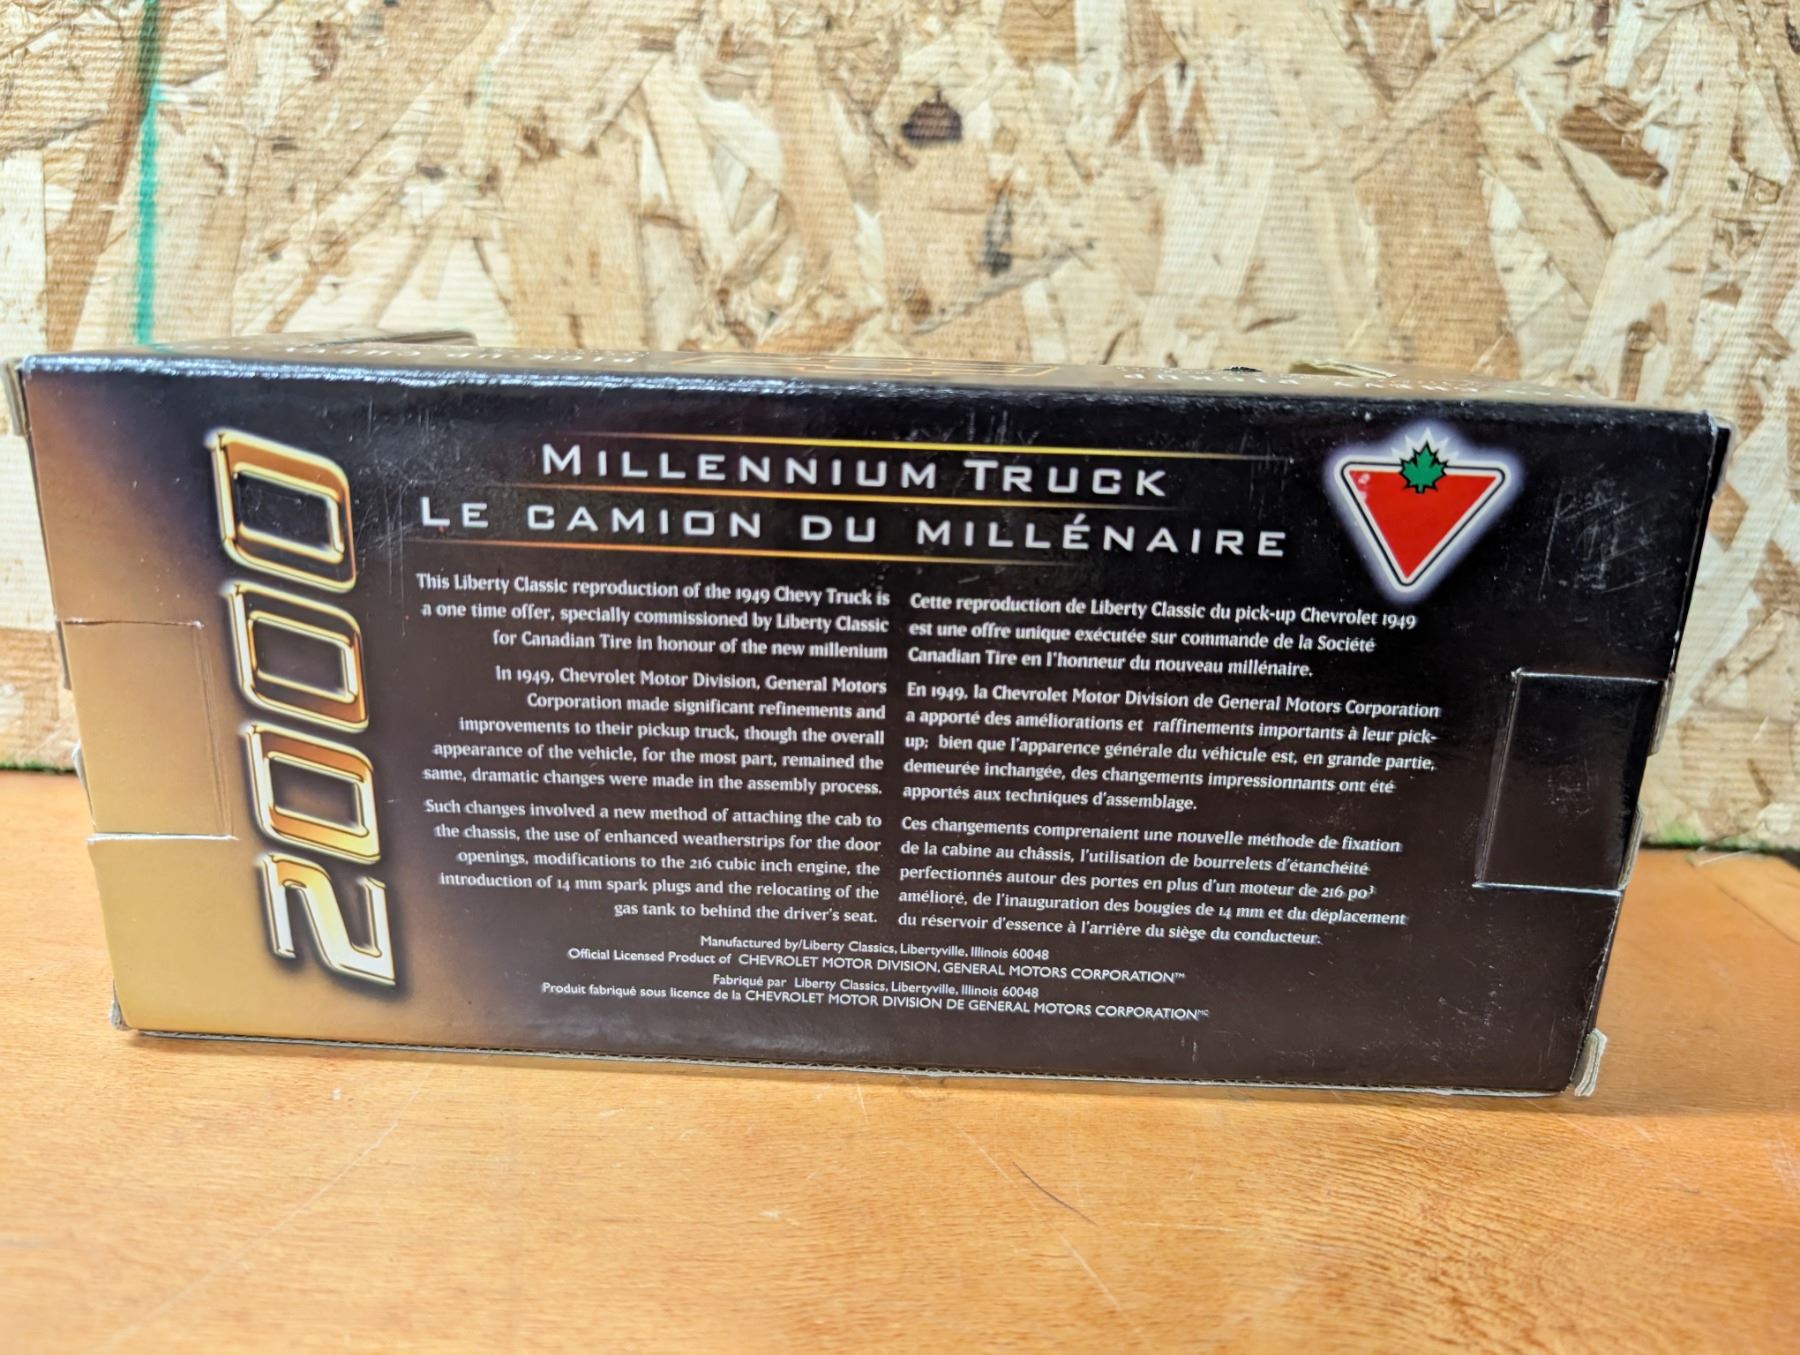 2000
MILLENNIUM TRUCK
LE CAMION DU MILLÉNAIRE
This Liberty Classic reproduction of the 1949 Chevy Truck is
a one time offer, specially commissioned by Liberty Classic
for Canadian Tire in honour of the new millenium
In 1949, Chevrolet Motor Division, General Motors
Corporation made significant refinements and
improvements to their pickup truck, though the overall
appearance of the vehicle, for the most part, remained the
same, dramatic changes were made in the assembly process.
Such changes involved a new method of attaching the cab to
the chassis, the use of enhanced weatherstrips for the door
openings, modifications to the 216 cubic inch engine, the
introduction of 14 mm spark plugs and the relocating of the
gas tank to behind the driver's seat.
Cette reproduction de Liberty Classic du pick-up Chevrolet 1949
est une offre unique exécutée sur commande de la Société
Canadian Tire en l'honneur du nouveau millénaire.
En 1949, la Chevrolet Motor Division de General Motors Corporation
a apporté des améliorations et raffinements importants à leur pick-
up; bien que l'apparence générale du véhicule est, en grande partie,
demeurée inchangée, des changements impressionnants ont été
apportés aux techniques d'assemblage.
Ces changements comprenaient une nouvelle méthode de fixation
de la cabine au châssis, l'utilisation de bourrelets d'étanchéité
perfectionnés autour des portes en plus d'un moteur de 216 po³
amélioré, de l'inauguration des bougies de 14 mm et du déplacement
du réservoir d'essence à l'arrière du siège du conducteur.
Manufactured by/Liberty Classics, Libertyville, Illinois 60048
Official Licensed Product of CHEVROLET MOTOR DIVISION, GENERAL MOTORS CORPORATION™
Fabriqué par Liberty Classics, Libertyville, Illinois 60048
Produit fabriqué sous licence de la CHEVROLET MOTOR DIVISION DE GENERAL MOTORS CORPORATIONᴹᶜ